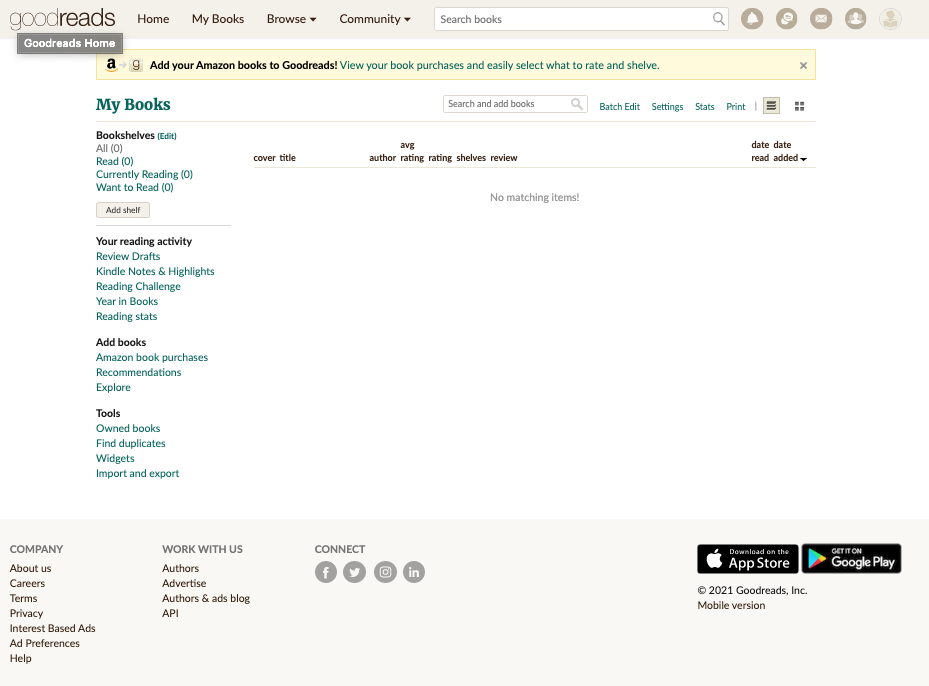 goodreads Home My Books Browse Community Search books
Goodreads Home
a g Add your Amazon books to Goodreads! View your book purchases and easily select what to rate and shelve. ×
My Books Search and add books Batch Edit Settings Stats Print |
Bookshelves (Edit)
All (0)
Read (0)
Currently Reading (0)
Want to Read (0)
Add shelf
Your reading activity
Review Drafts
Kindle Notes & Highlights
Reading Challenge
Year in Books
Reading stats
Add books
Amazon book purchases
Recommendations
Explore
Tools
Owned books
Find duplicates
Widgets
Import and export
avg date date
cover title author rating rating shelves review read added
No matching items!
COMPANY
About us
Careers
Terms
Privacy
Interest Based Ads
Ad Preferences
Help
WORK WITH US
Authors
Advertise
Authors & ads blog
API
CONNECT
f in
Download on the
App Store
GET IT ON
Google Play
© 2021 Goodreads, Inc.
Mobile version